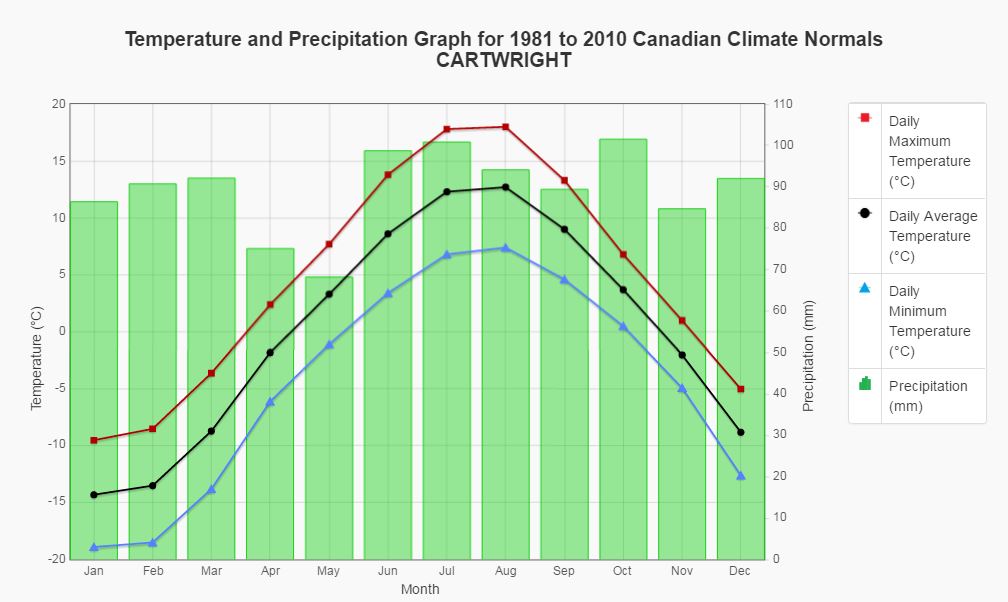 Temperature and Precipitation Graph for 1981 to 2010 Canadian Climate Normals
CARTWRIGHT
20
15
10
5
0
-5
-10
-15
-20
Temperature (°C)
Jan Feb Mar Apr May Jun Jul Aug Sep Oct Nov Dec
Month
110
100
90
80
70
60
50
40
30
20
10
0
Precipitation (mm)
Daily
Maximum
Temperature
(°C)
Daily Average
Temperature
(°C)
Daily
Minimum
Temperature
(°C)
Precipitation
(mm)